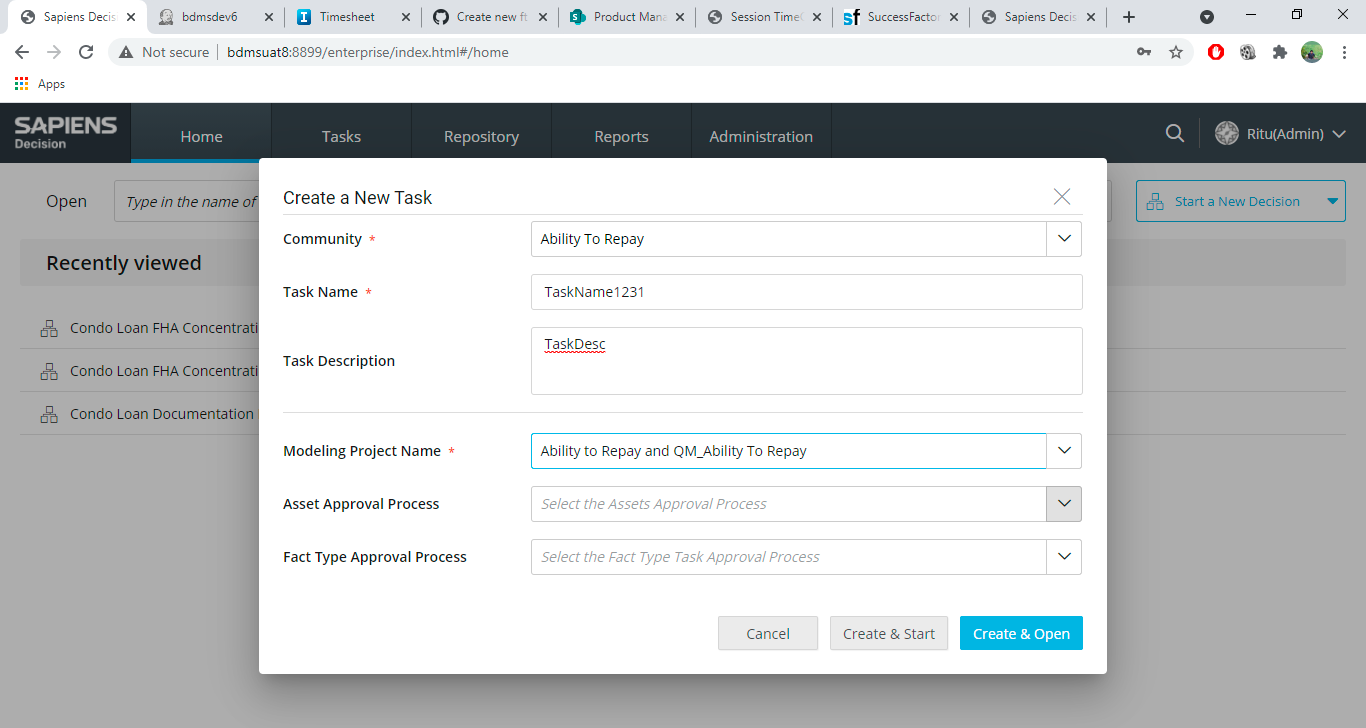 Sapiens Decis
bdmsdev6
Timesheet
Create new ft
Product Mana
Session Time
SuccessFactor
Sapiens Decis
Not secure
bdmsuat8:8899/enterprise/index.html#/home
Apps
SAPIENS
Decision
Home
Tasks
Repository
Reports
Administration
Ritu(Admin)
Open
Type in the name of
Start a New Decision
Recently viewed
Condo Loan FHA Concentrati
Condo Loan FHA Concentrati
Condo Loan Documentation
Create a New Task
Community *
Ability To Repay
Task Name *
TaskName1231
Task Description
TaskDesc
Modeling Project Name *
Ability to Repay and QM_Ability To Repay
Asset Approval Process
Select the Assets Approval Process
Fact Type Approval Process
Select the Fact Type Task Approval Process
Cancel
Create & Start
Create & Open